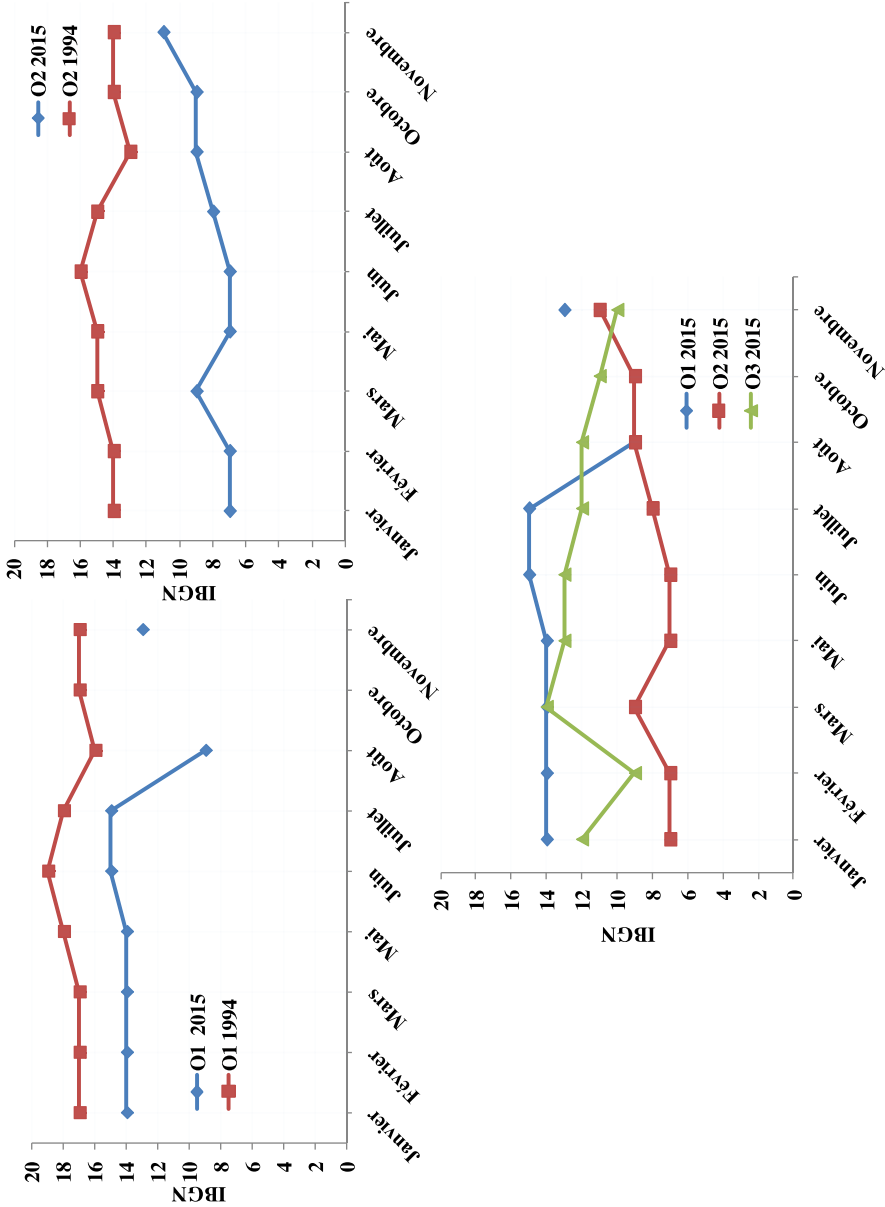 20
18
16
14
12
10
8
6
4
2
0
IBGN
Janvier
Février
Mars
Mai
Juin
Juillet
Août
Octobre
Novembre
O1 2015
O1 1994
20
18
16
14
12
10
8
6
4
2
0
IBGN
Janvier
Février
Mars
Mai
Juin
Juillet
Août
Octobre
Novembre
O2 2015
O2 1994
20
18
16
14
12
10
8
6
4
2
0
IBGN
Janvier
Février
Mars
Mai
Juin
Juillet
Août
Octobre
Novembre
O1 2015
O2 2015
O3 2015